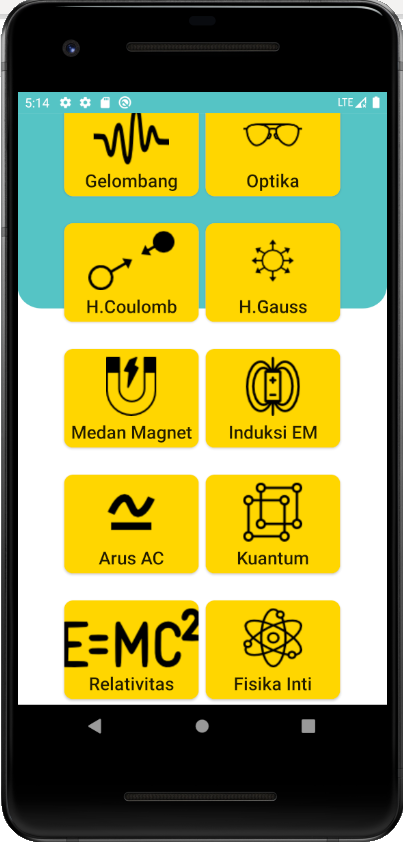 5:14 LTE
Gelombang Optika
H.Coulomb H.Gauss
Medan Magnet Induksi EM
Arus AC Kuantum
E=MC²
Relativitas Fisika Inti